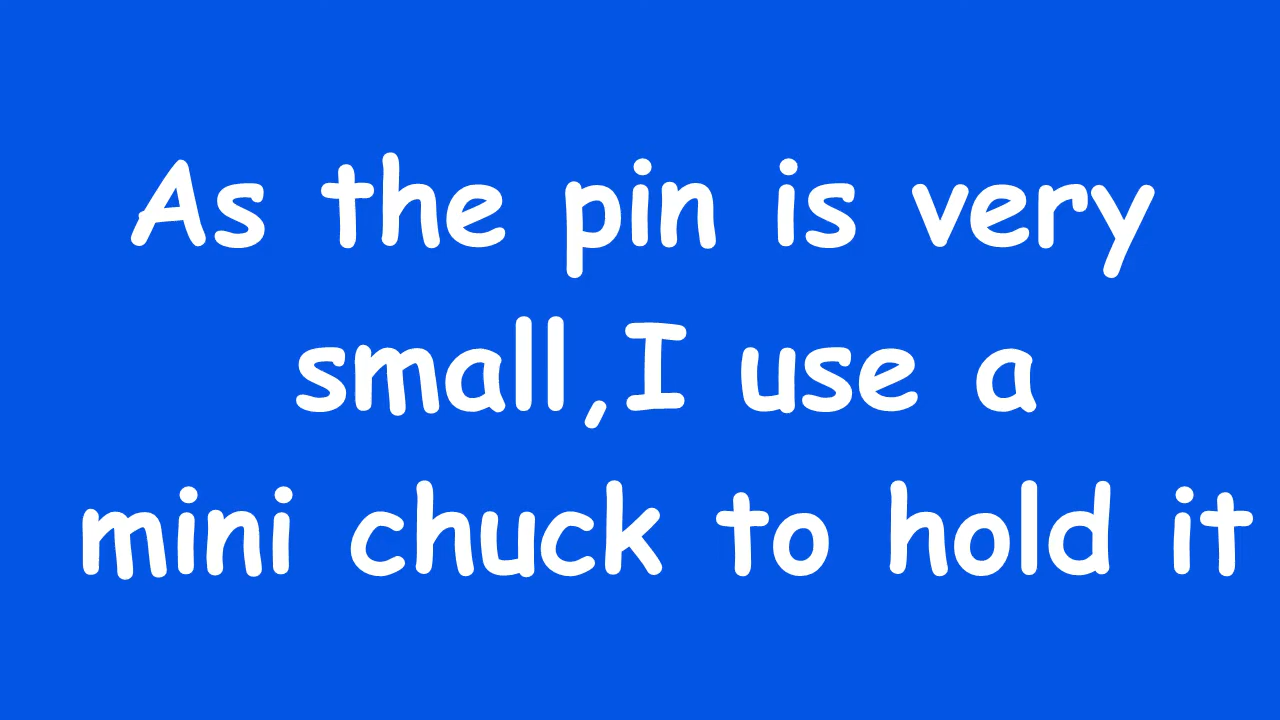 As the pin is very
small,I use a
mini chuck to hold it